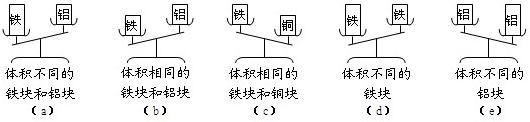 铁 铝 铁 铝 铁 铜 铁 铁 铝 铝
体积不同的 体积相同的 体积相同的 体积不同的 体积不同的
铁块和铝块 铁块和铝块 铁块和铜块 铁块 铝块
(a) (b) (c) (d) (e)